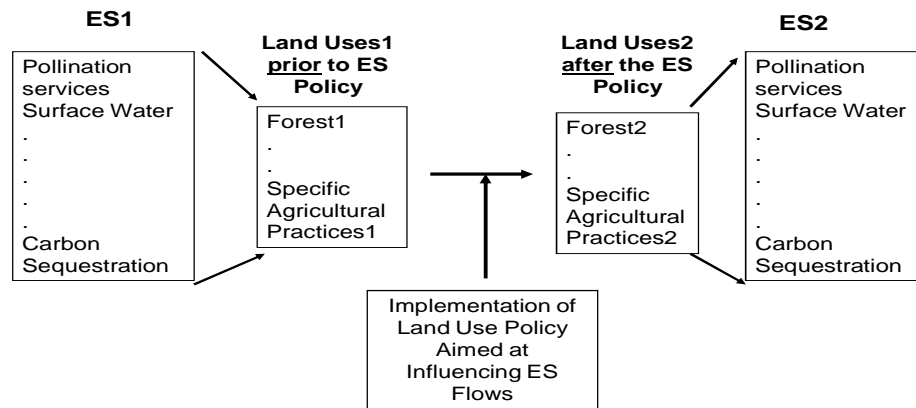 ES1
Pollination
services
Surface Water
.
.
.
.
.
Carbon
Sequestration
Land Uses1
prior to ES
Policy
Forest1
.
.
Specific
Agricultural
Practices1
Implementation of
Land Use Policy
Aimed at
Influencing ES
Flows
Land Uses2
after the ES
Policy
Forest2
.
.
Specific
Agricultural
Practices2
ES2
Pollination
services
Surface Water
.
.
.
.
.
Carbon
Sequestration